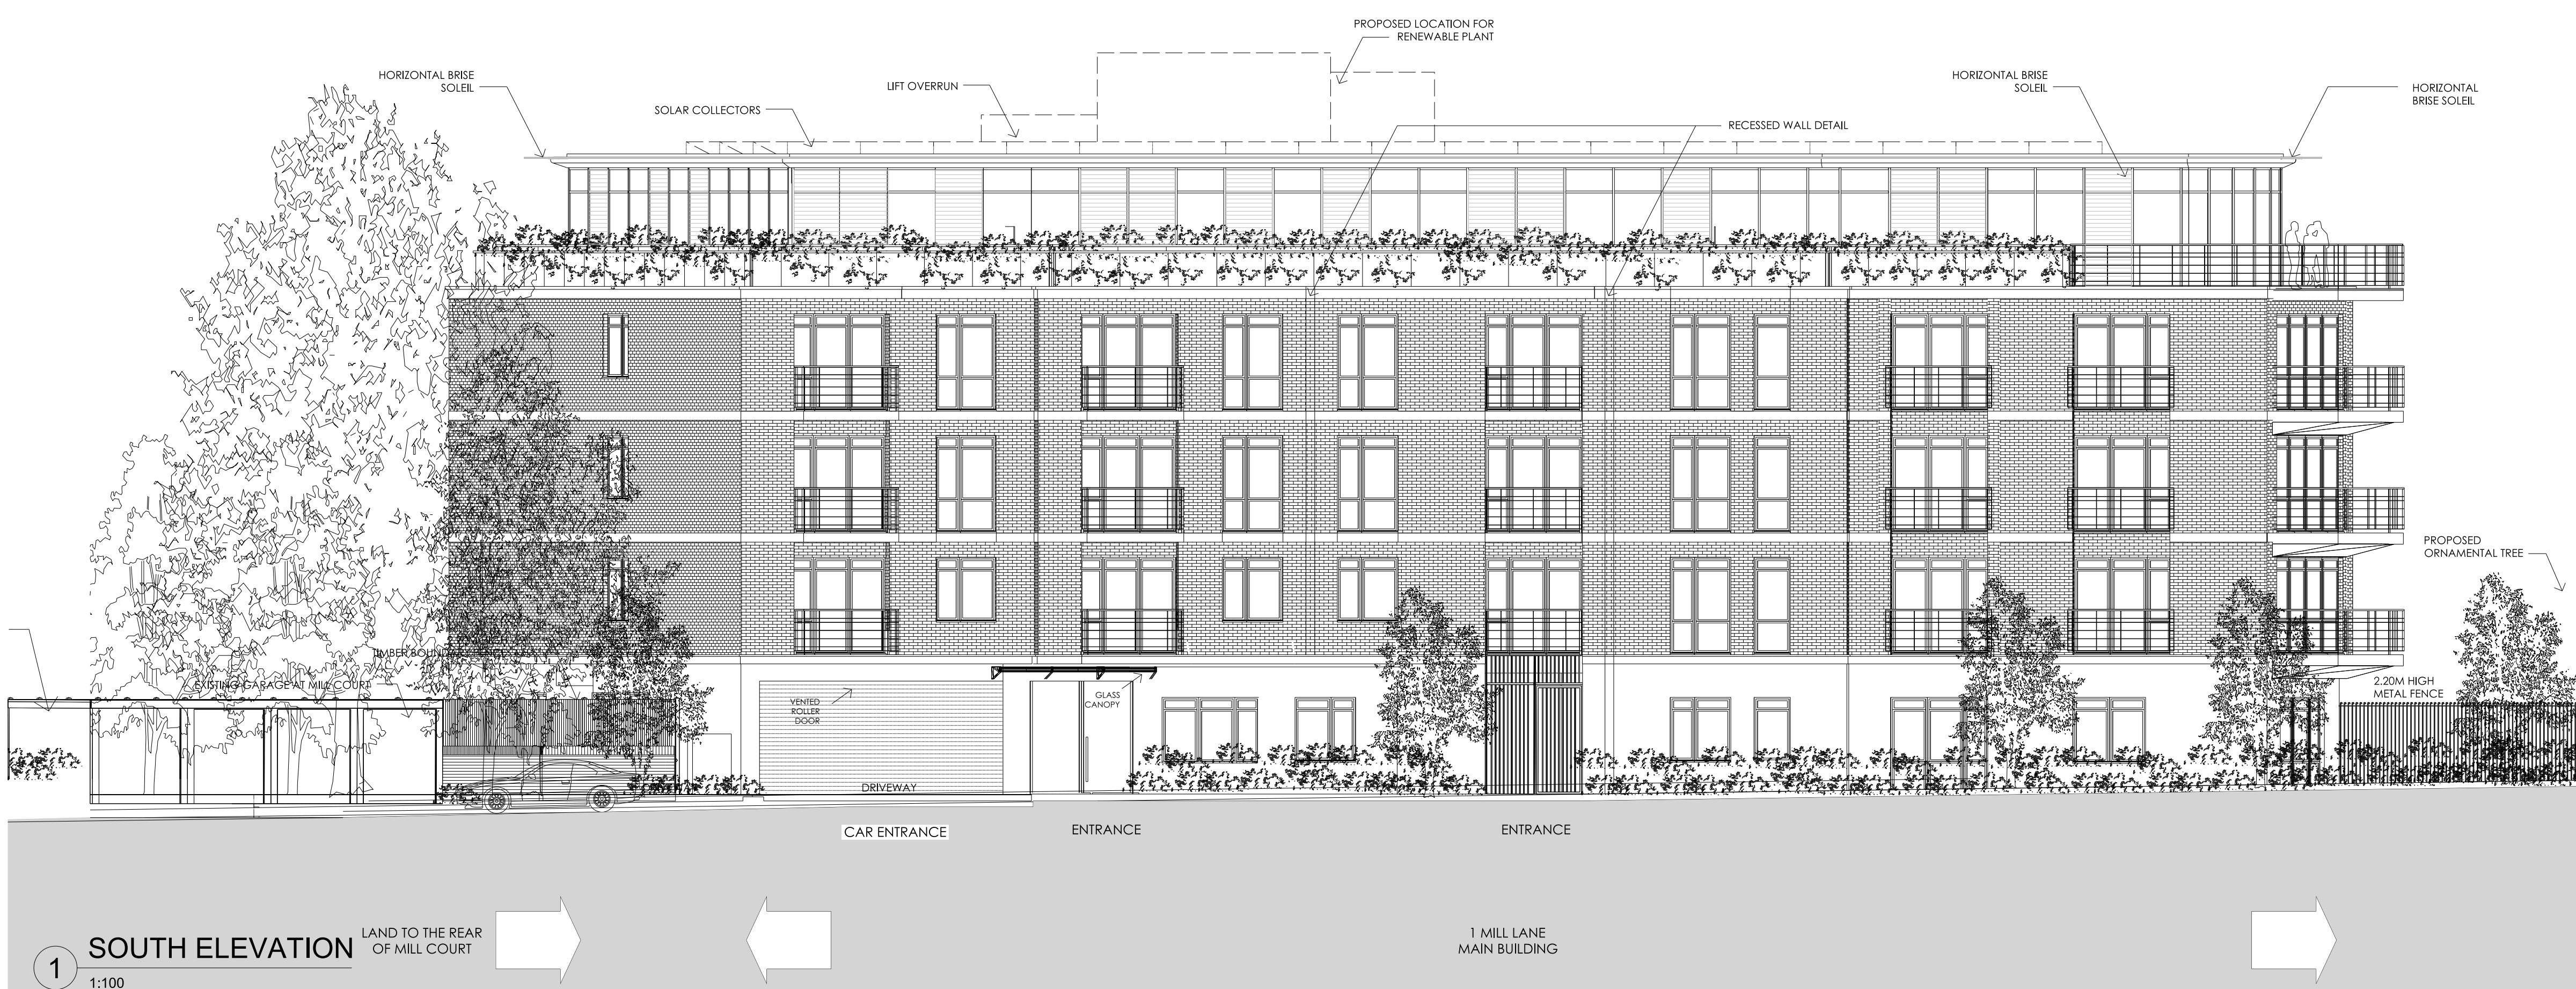 PROPOSED LOCATION FOR
RENEWABLE PLANT
HORIZONTAL BRISE
SOLEIL
LIFT OVERRUN
SOLAR COLLECTORS
HORIZONTAL BRISE
SOLEIL
HORIZONTAL
BRISE SOLEIL
RECESSED WALL DETAIL
PROPOSED
ORNAMENTAL TREE
TIMBER BOUNDARY
EXISTING GARAGE AT MILL COURT
VENTED
ROLLER
DOOR
GLASS
CANOPY
2.20M HIGH
METAL FENCE
DRIVEWAY
CAR ENTRANCE
ENTRANCE
ENTRANCE
1
SOUTH ELEVATION
1:100
LAND TO THE REAR
OF MILL COURT
1 MILL LANE
MAIN BUILDING